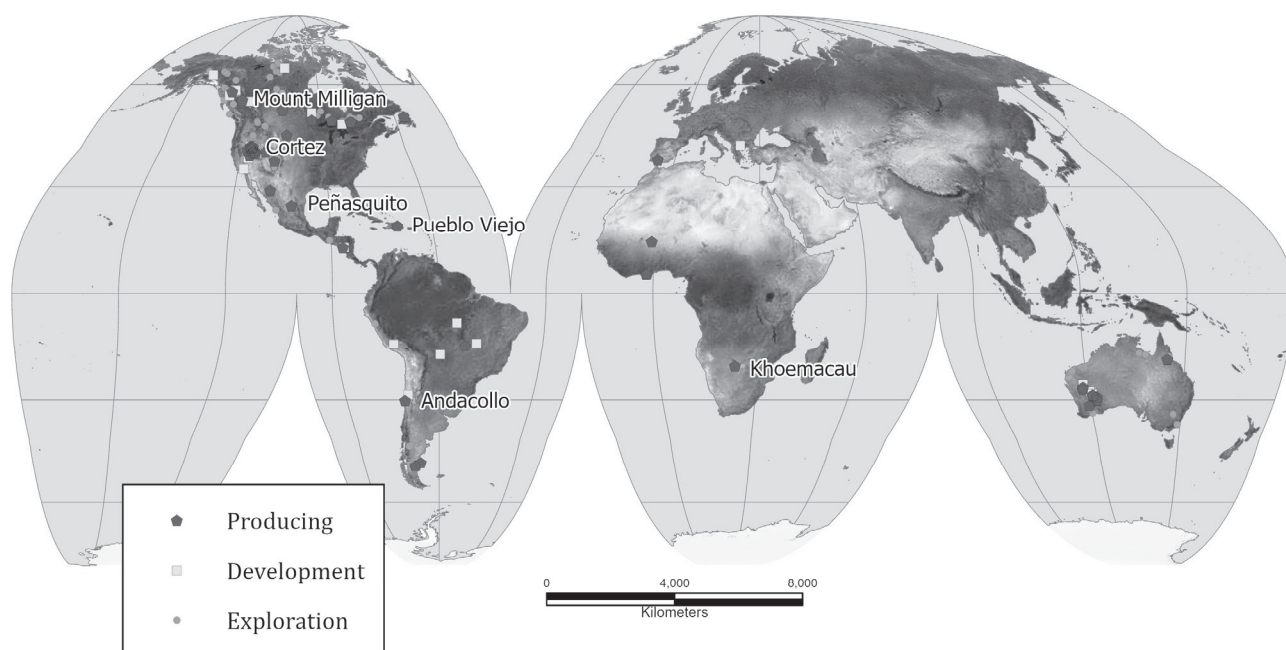 Mount Milligan
Cortez
Peñasquito
Pueblo Viejo
Khoemacau
Andacollo
Producing
Development
Exploration
0 4,000 8,000
Kilometers